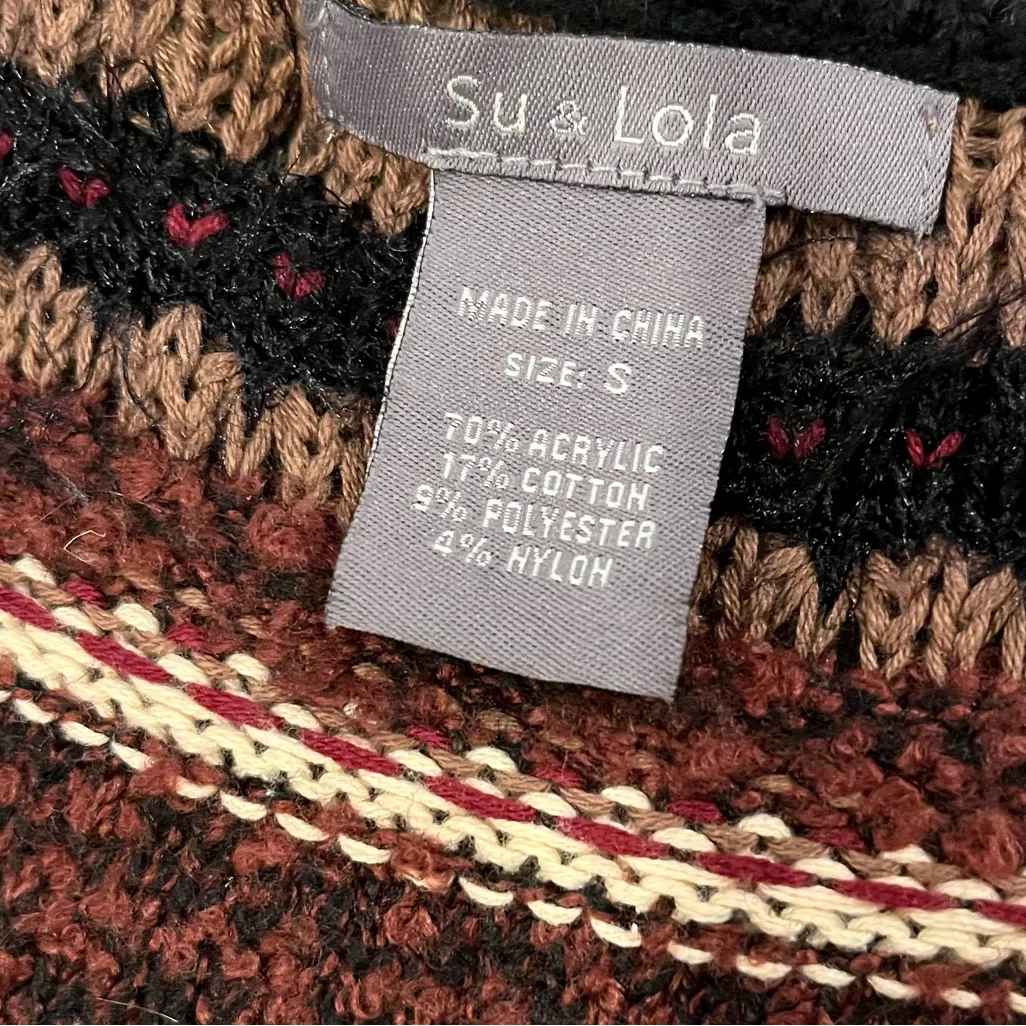 Su & Lola
MADE IN CHINA
SIZE: S
70% ACRYLIC
17% COTTON
9% POLYESTER
4% NYLON